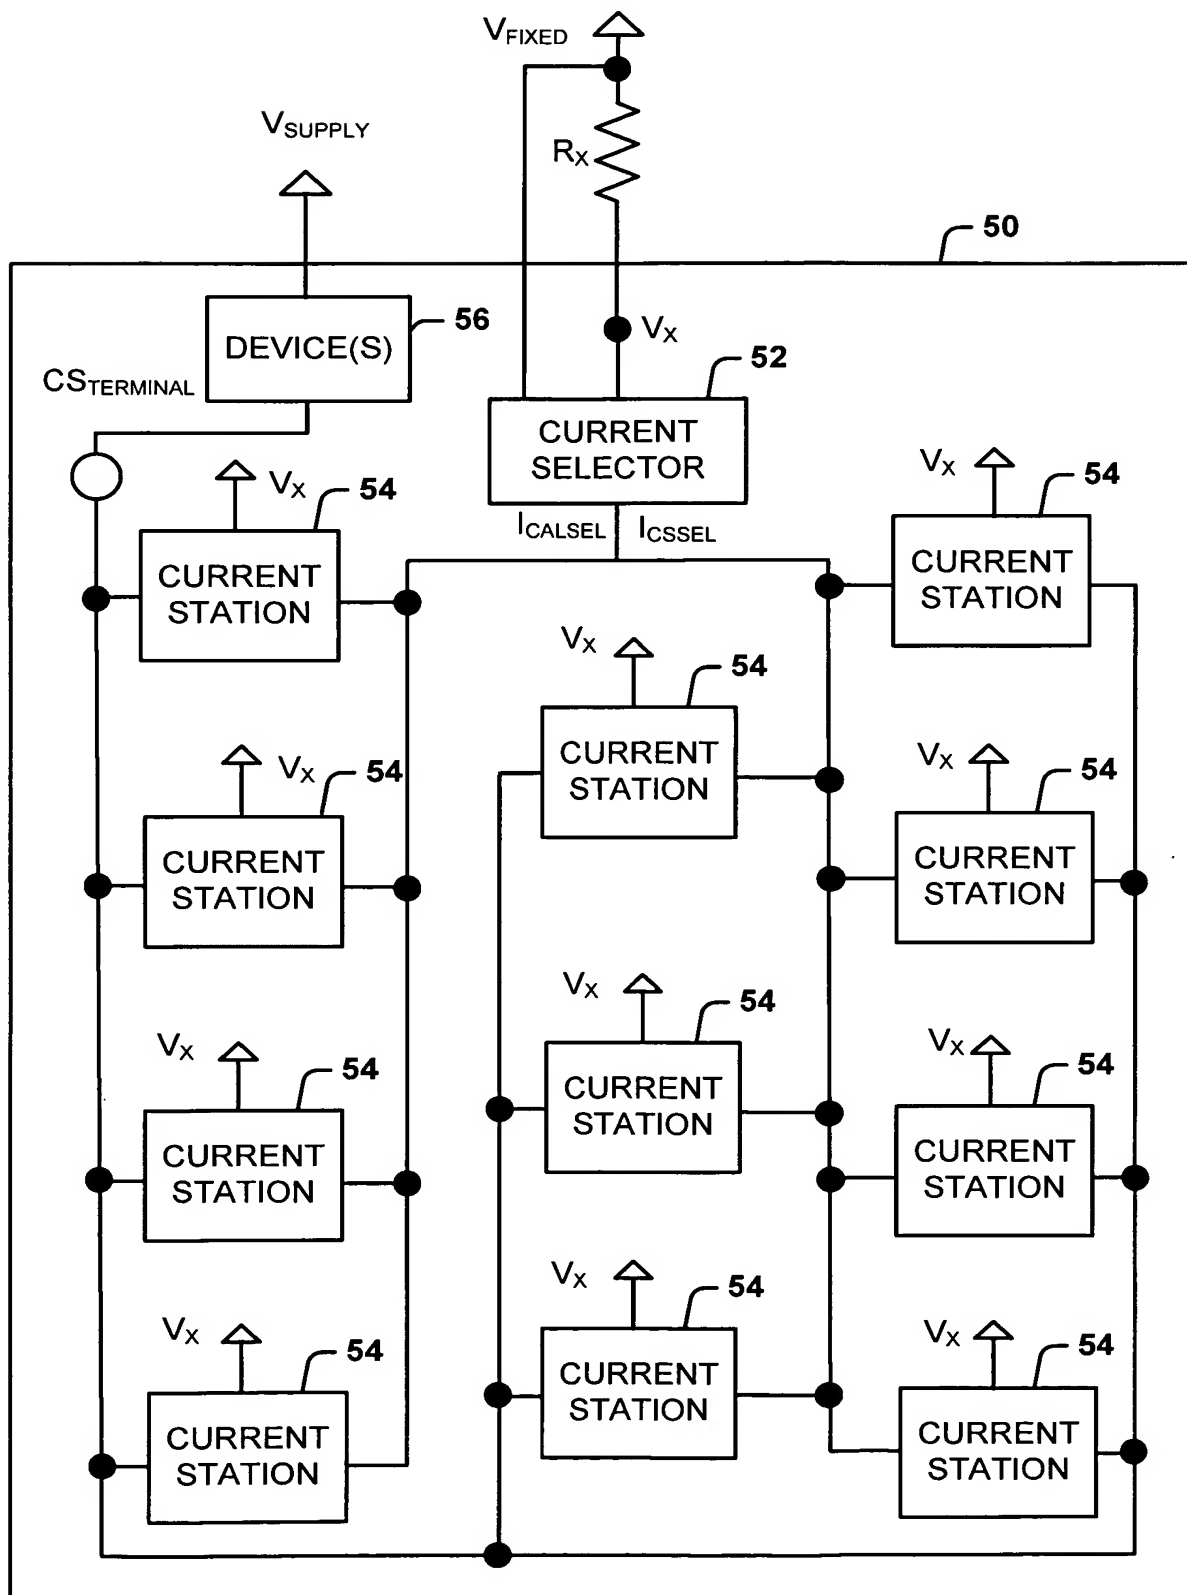 VFIXED
VSUPPLY
RX
50
DEVICE(S)
56
VX
52
CSTERMINAL
CURRENT
SELECTOR
VX
54
VX
54
ICALSEL
ICSSEL
CURRENT
STATION
CURRENT
STATION
VX
54
CURRENT
STATION
VX
54
VX
54
CURRENT
STATION
CURRENT
STATION
VX
54
CURRENT
STATION
VX
54
VX
54
CURRENT
STATION
CURRENT
STATION
VX
54
CURRENT
STATION
VX
54
VX
54
CURRENT
STATION
CURRENT
STATION